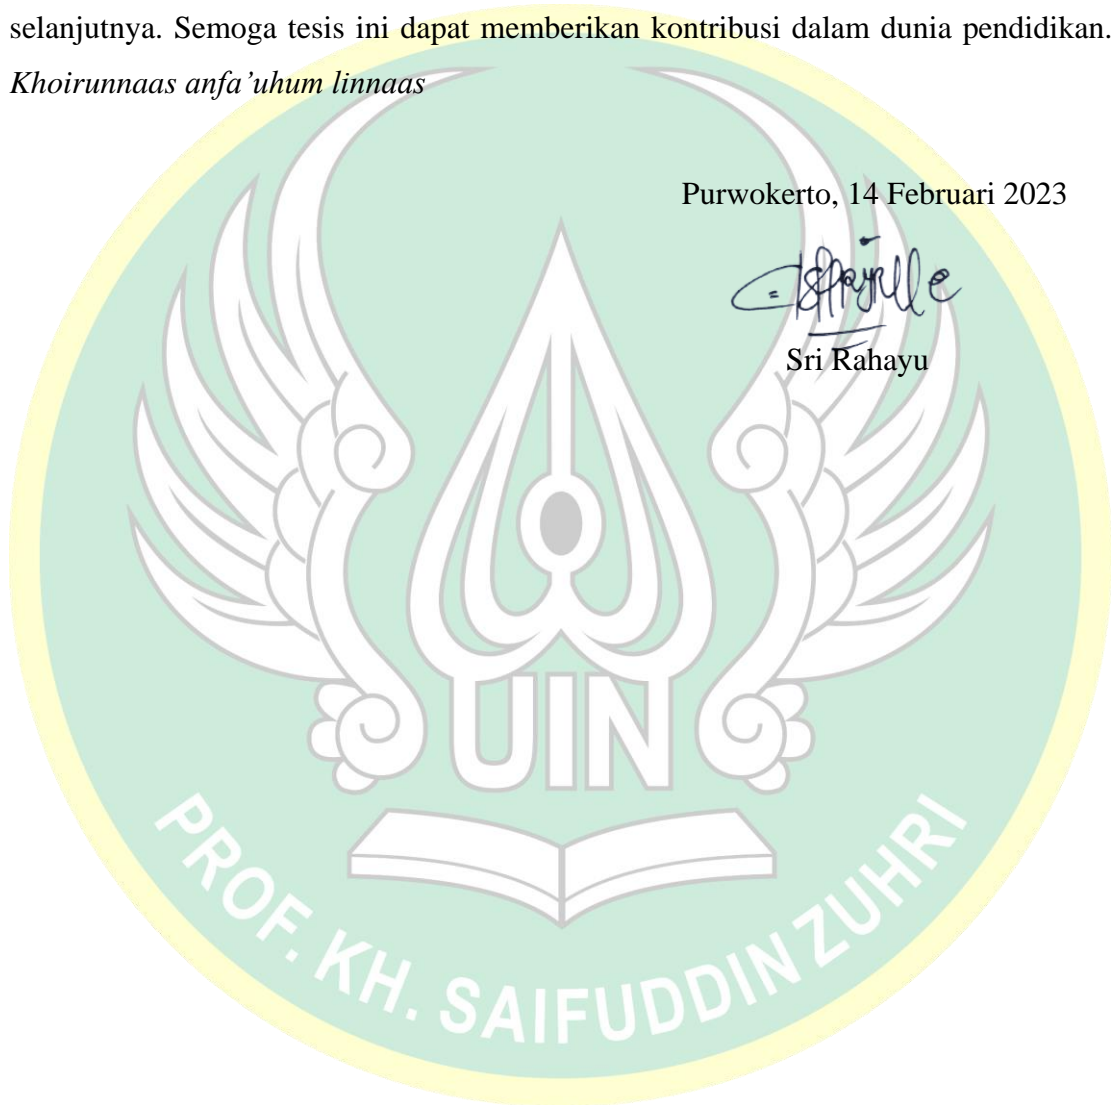 selanjutnya. Semoga tesis ini dapat memberikan kontribusi dalam dunia pendidikan.
Khoirunnaas anfa’uhum linnaas
Purwokerto, 14 Februari 2023
Sri Rahayu
UIN
PROF. KH. SAIFUDDIN ZUHRI